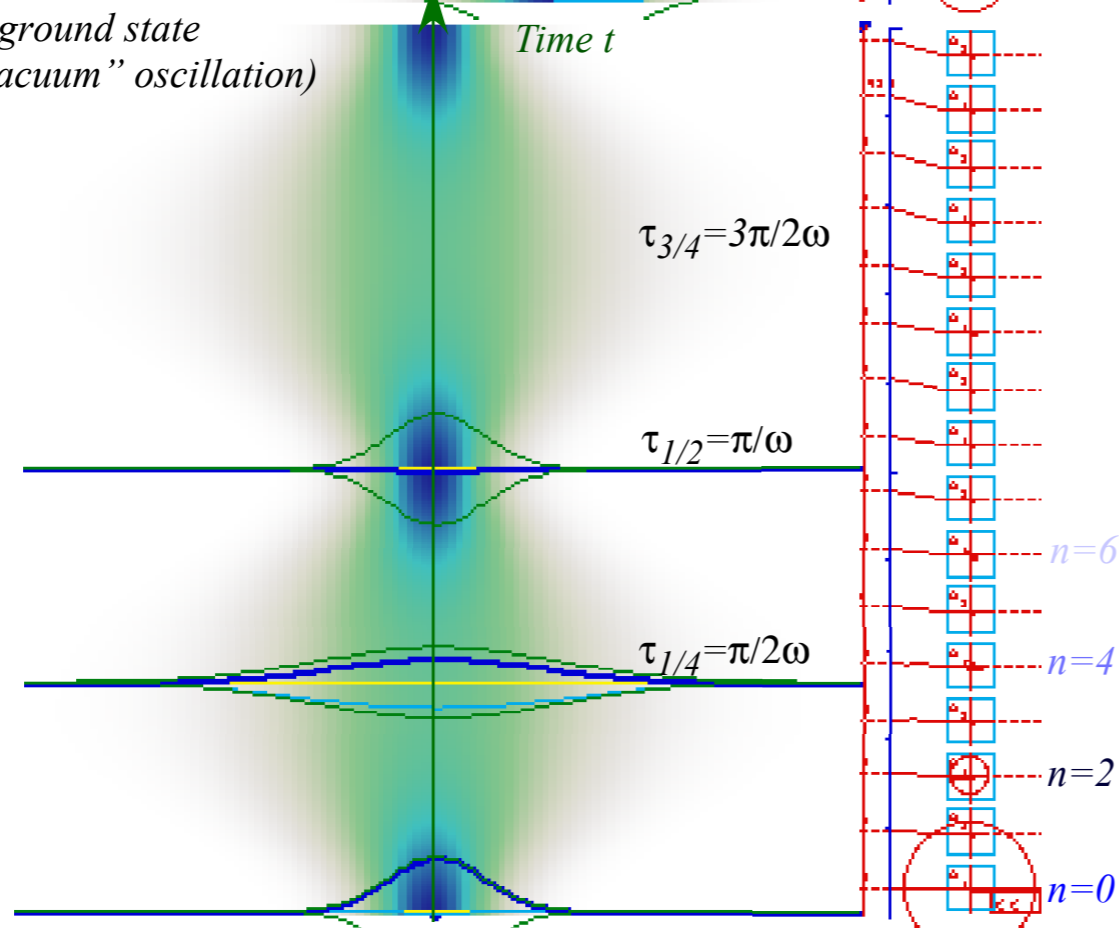 ground state
acuum” oscillation)
Time t
τ3/4=3π/2ω
τ1/2=π/ω
n=6
τ1/4=π/2ω
n=4
n=2
n=0